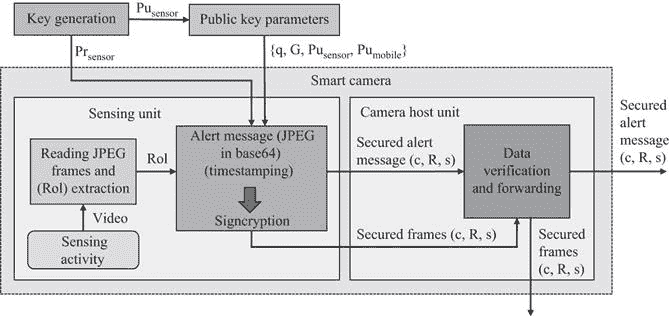 Key generation
Pusensor
Public key parameters
Prsensor
{q, G, Pusensor, Pumobile}
Smart camera
Sensing unit
Camera host unit
Secured
alert
message
(c, R, s)
Reading JPEG
frames and
(RoI) extraction
RoI
Alert message (JPEG
in base64)
(timestamping)
Signcryption
Secured alert
message (c, R, s)
Data
verification
and forwarding
Video
Sensing
activity
Secured frames (c, R, s)
Secured
frames
(c, R, s)